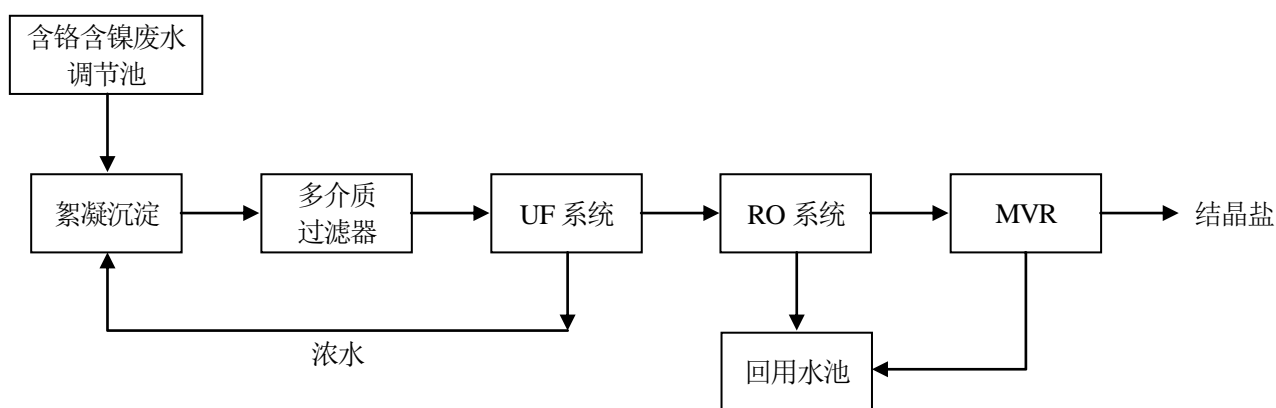 含铬含镍废水
调节池
絮凝沉淀
多介质
过滤器
UF 系统
RO 系统
MVR
结晶盐
浓水
回用水池